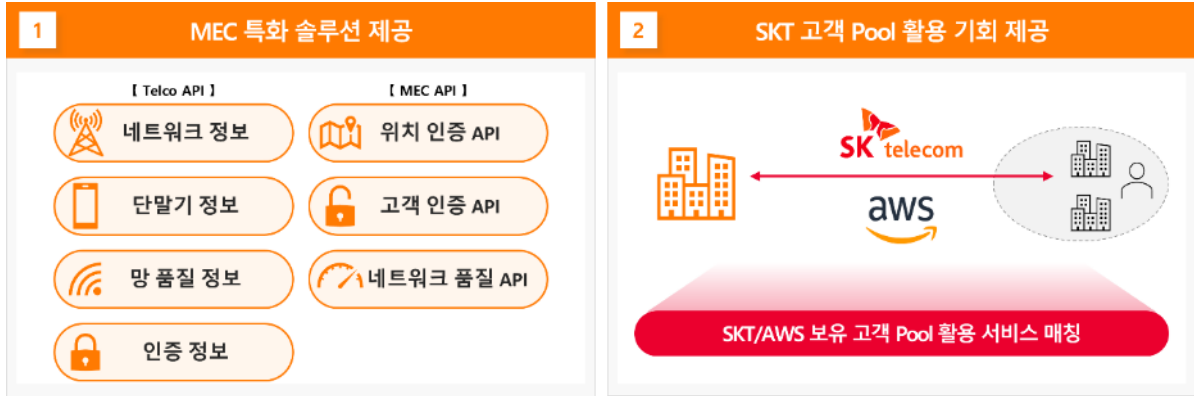 1
MEC 특화 솔루션 제공
【 Telco API 】
네트워크 정보
단말기 정보
망 품질 정보
인증 정보
【 MEC API 】
위치 인증 API
고객 인증 API
네트워크 품질 API
2
SKT 고객 Pool 활용 기회 제공
SK telecom
aws
SKT/AWS 보유 고객 Pool 활용 서비스 매칭